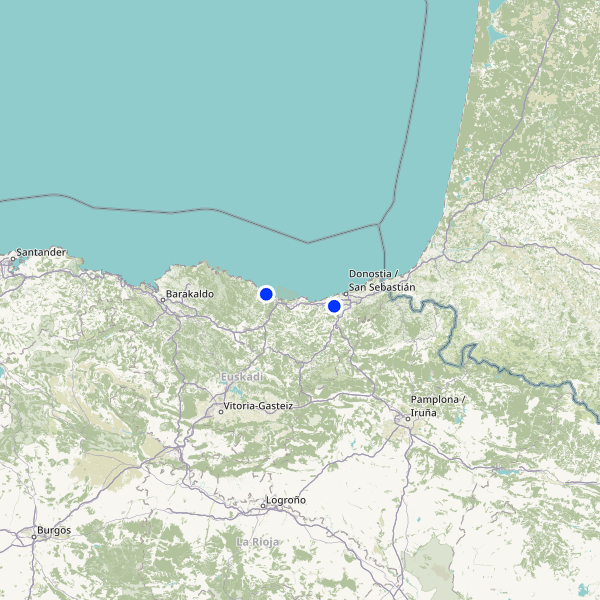 Santander
Donostia /
San Sebastián
Barakaldo
Euskadi
Vitoria-Gasteiz
Pamplona /
Iruña
Logroño
Burgos
La Rioja